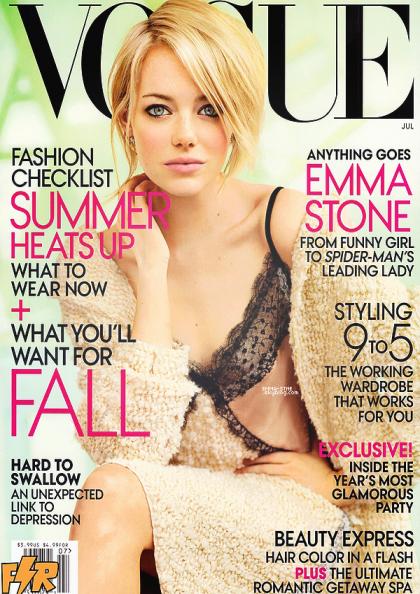 VOGUE
JUL
FASHION
CHECKLIST
SUMMER
HEATS UP
WHAT TO
WEAR NOW
+
WHAT YOU'LL
WANT FOR
FALL
HARD TO
SWALLOW
AN UNEXPECTED
LINK TO
DEPRESSION
ANYTHING GOES
EMMA
STONE
FROM FUNNY GIRL
TO SPIDER-MAN'S
LEADING LADY
STYLING
9 TO 5
THE WORKING
WARDROBE
THAT WORKS
FOR YOU
EXCLUSIVE!
INSIDE THE
YEAR'S MOST
GLAMOROUS
PARTY
BEAUTY EXPRESS
HAIR COLOR IN A FLASH
PLUS THE ULTIMATE
ROMANTIC GETAWAY SPA
$3.99US $4.99FOR
07>